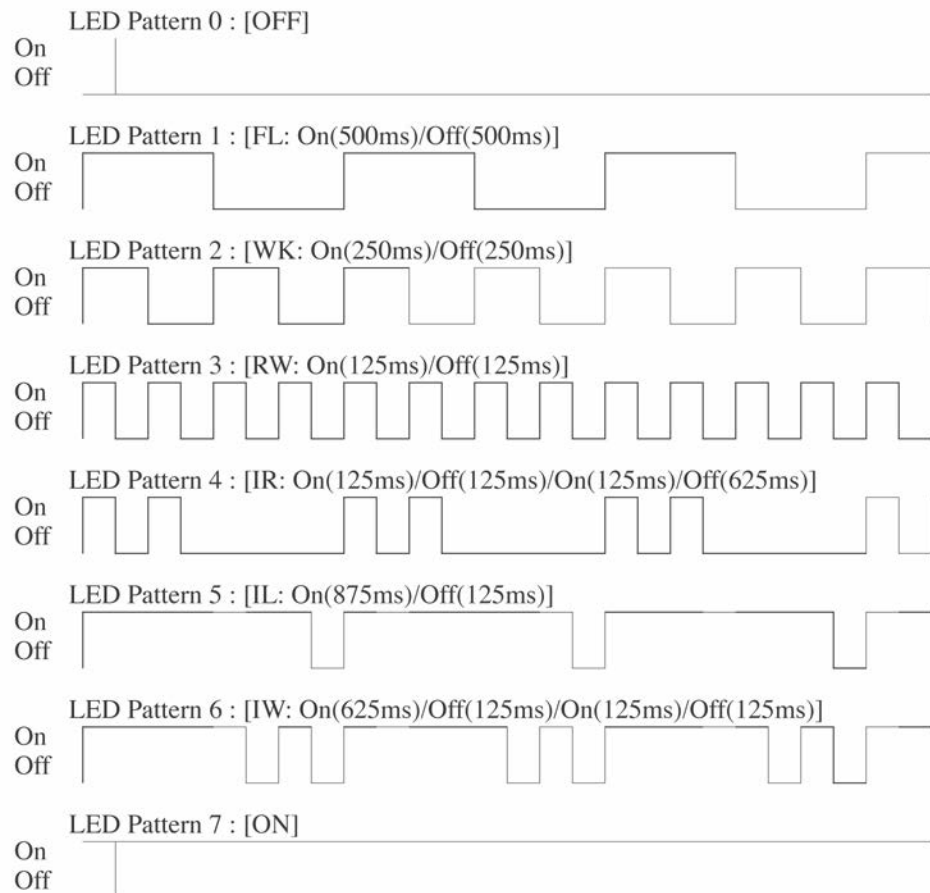 LED Pattern 0 : [OFF]
On
Off
LED Pattern 1 : [FL: On(500ms)/Off(500ms)]
On
Off
LED Pattern 2 : [WK: On(250ms)/Off(250ms)]
On
Off
LED Pattern 3 : [RW: On(125ms)/Off(125ms)]
On
Off
LED Pattern 4 : [IR: On(125ms)/Off(125ms)/On(125ms)/Off(625ms)]
On
Off
LED Pattern 5 : [IL: On(875ms)/Off(125ms)]
On
Off
LED Pattern 6 : [IW: On(625ms)/Off(125ms)/On(125ms)/Off(125ms)]
On
Off
LED Pattern 7 : [ON]
On
Off